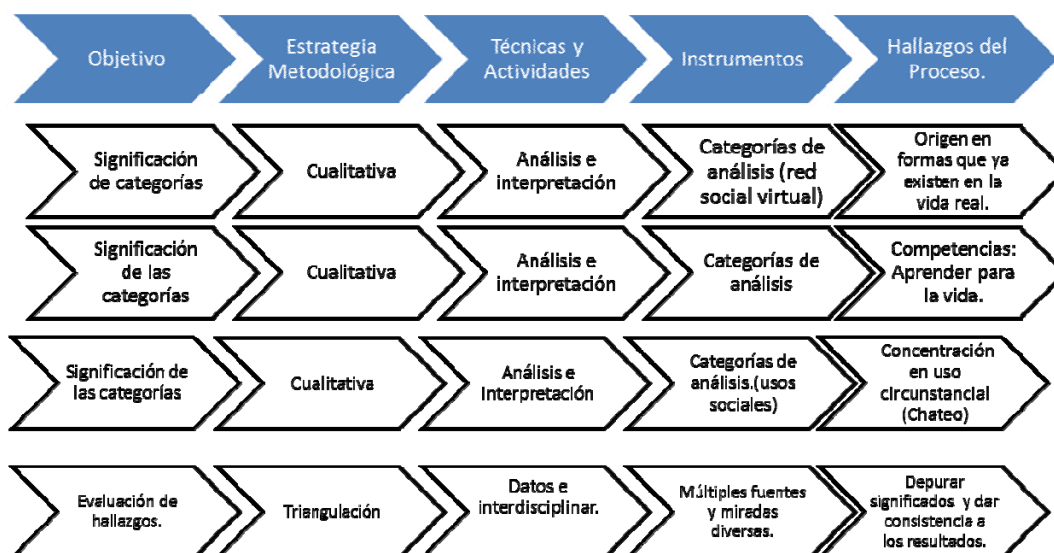 Objetivo
Estrategia
Metodológica
Técnicas y
Actividades
Instrumentos
Hallazgos del
Proceso.
Significación
de categorías
Cualitativa
Análisis e
interpretación
Categorías de
análisis (red
social virtual)
Origen en
formas que ya
existen en la
vida real.
Significación
de las
categorías
Cualitativa
Análisis e
interpretación
Categorías de
análisis
Competencias:
Aprender para
la vida.
Significación de
las categorías
Cualitativa
Análisis e
Interpretación
Categorías de
análisis.(usos
sociales)
Concentración
en uso
circunstancial
(Chateo)
Evaluación de
hallazgos.
Triangulación
Datos e
interdisciplinar.
Múltiples fuentes
y miradas
diversas.
Depurar
significados y dar
consistencia a
los resultados.